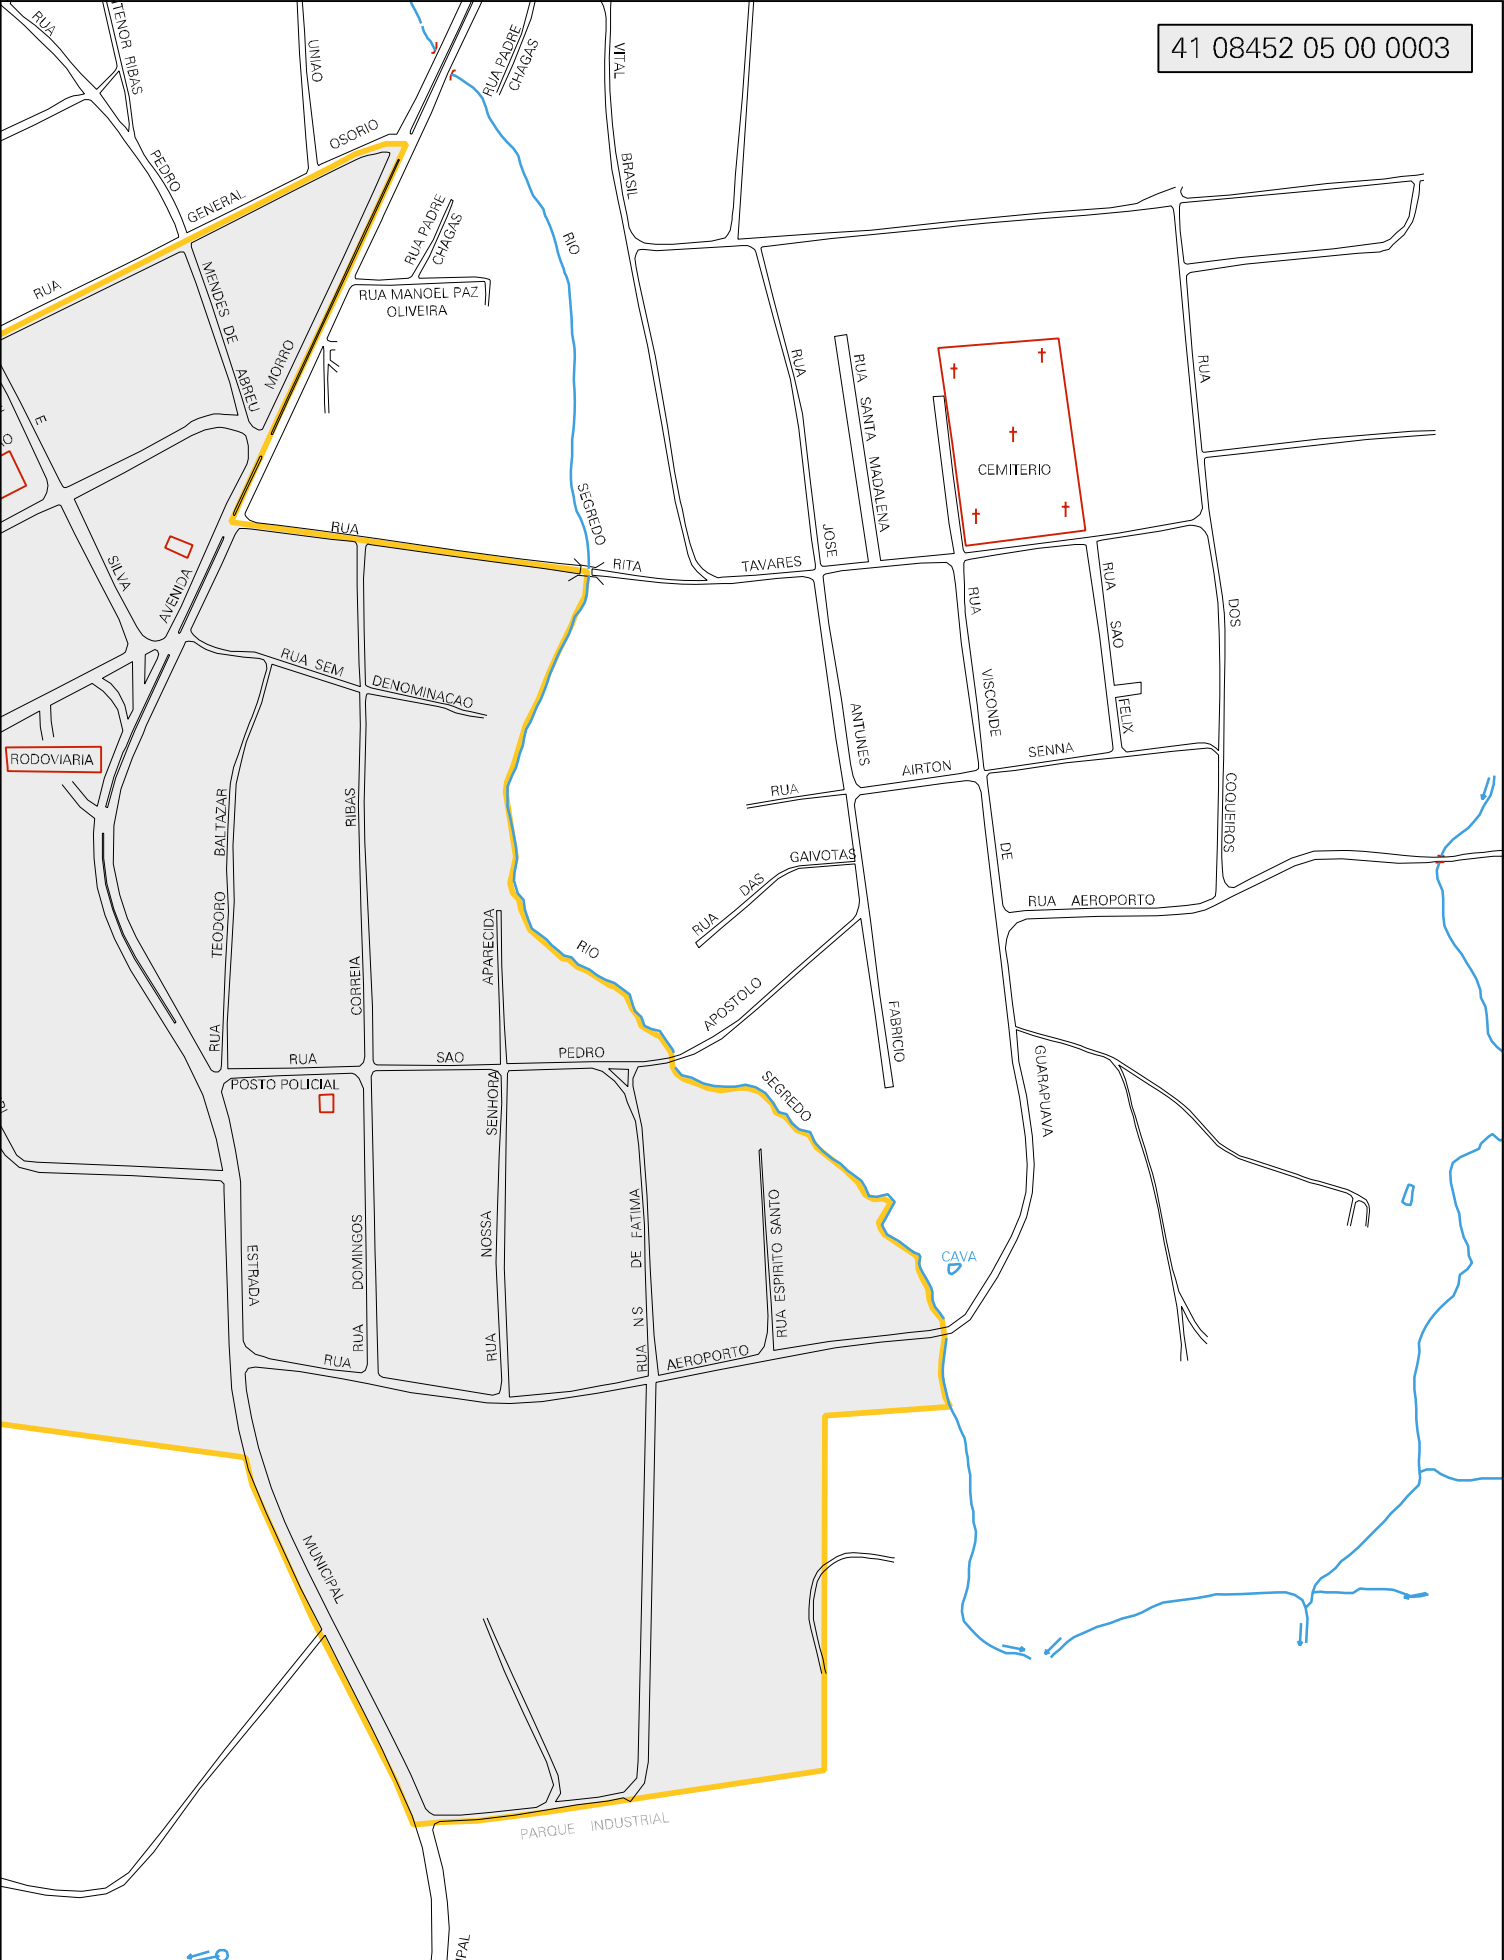 41 08452 05 00 0003
RUA
TENOR RIBAS
UNIAO
RUA PADRE
CHAGAS
VITAL
OSORIO
PEDRO
BRASIL
GENERAL
RUA PADRE
CHAGAS
RIO
RUA
MENDES DE
ABREU
RUA MANOEL PAZ
OLIVEIRA
MORRO
RUA
RUA SANTA MADALENA
RUA
E
CEMITERIO
SEGREDO
RUA
RITA
TAVARES
JOSE
SILVA
AVENIDA
RUA
RUA
SAO
DOS
RUA SEM
DENOMINACAO
VISCONDE
FELIX
ANTUNES
SENNA
AIRTON
RODOVIARIA
RUA
BALTAZAR
RIBAS
COQUEIROS
GAIVOTAS
DE
DAS
RUA
RUA AEROPORTO
TEODORO
APARECIDA
RIO
CORREIA
APOSTOLO
FABRICIO
RUA
RUA
SAO
PEDRO
GUARAPUAVA
POSTO POLICIAL
SENHORA
SEGREDO
ESTRADA
DOMINGOS
NOSSA
DE FATIMA
RUA ESPIRITO SANTO
CAVA
RUA
RUA
RUA
RUA NS
AEROPORTO
MUNICIPAL
PARQUE INDUSTRIAL
IPAL